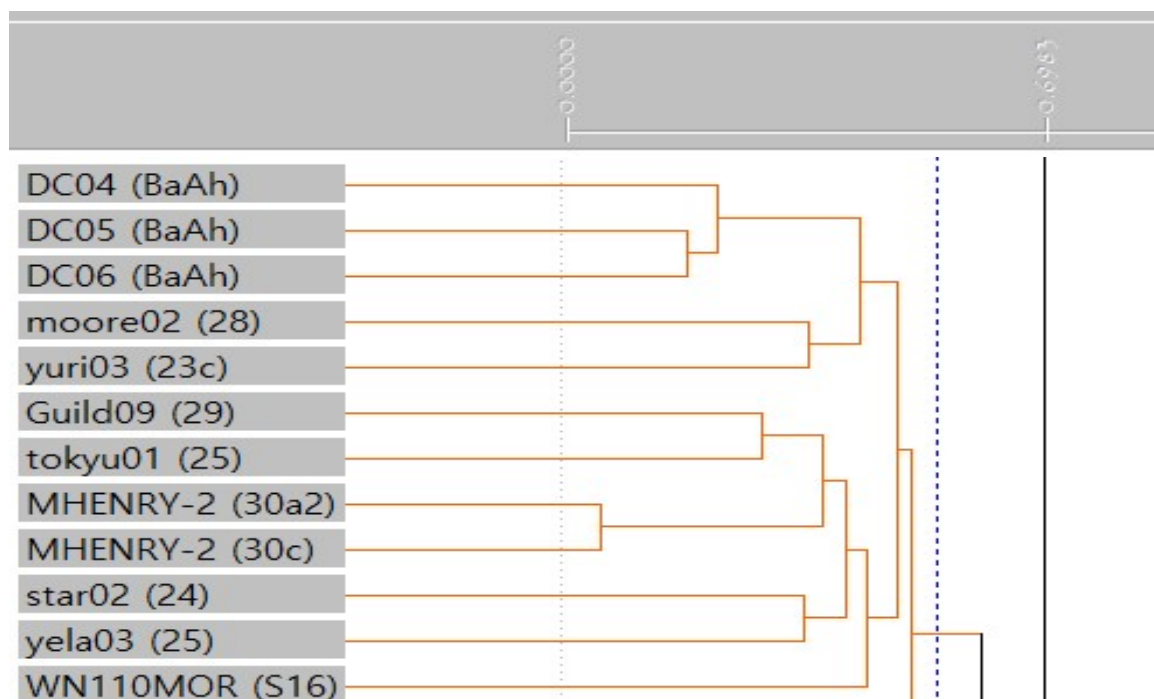 0.0000
0.6983
DC04 (BaAh)
DC05 (BaAh)
DC06 (BaAh)
moore02 (28)
yuri03 (23c)
Guild09 (29)
tokyu01 (25)
MHENRY-2 (30a2)
MHENRY-2 (30c)
star02 (24)
yela03 (25)
WN110MOR (S16)